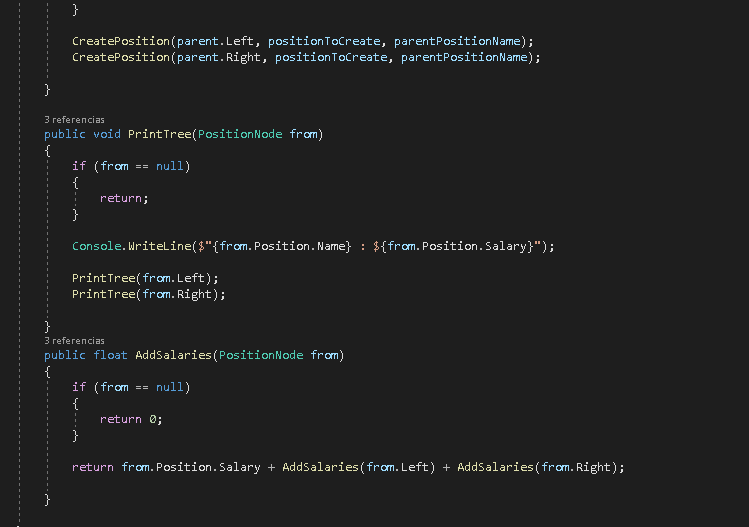 }
CreatePosition(parent.Left, positionToCreate, parentPositionName);
CreatePosition(parent.Right, positionToCreate, parentPositionName);
}
3 referencias
public void PrintTree(PositionNode from)
{
if (from == null)
{
return;
}
Console.WriteLine($"{from.Position.Name} : ${from.Position.Salary}");
PrintTree(from.Left);
PrintTree(from.Right);
}
3 referencias
public float AddSalaries(PositionNode from)
{
if (from == null)
{
return 0;
}
return from.Position.Salary + AddSalaries(from.Left) + AddSalaries(from.Right);
}